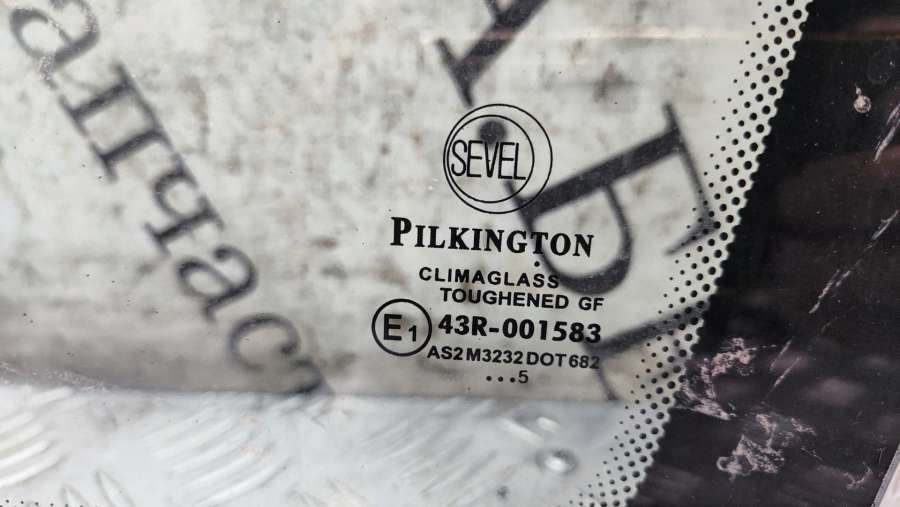 SEVEL
PILKINGTON
CLIMAGLASS
TOUGHENED GF
E1 43R-001583
AS2 M3232 DOT 682
...5